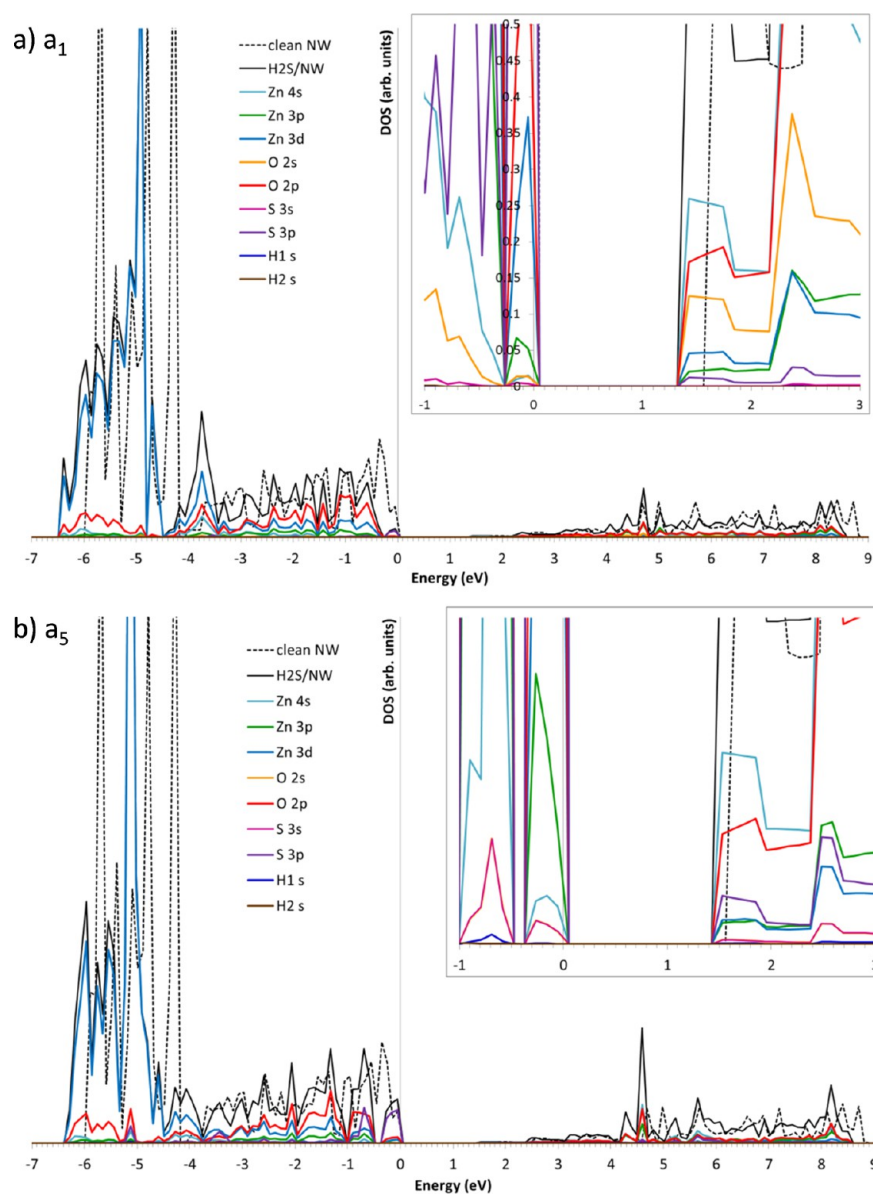 a) a1
clean NW
H2S/NW
Zn 4s
Zn 3p
Zn 3d
O 2s
O 2p
S 3s
S 3p
H1 s
H2 s
DOS (arb. units)
0.5
0.45
0.4
0.35
0.3
0.25
0.2
0.15
0.1
0.05
0
-1 0 1 2 3
-7 -6 -5 -4 -3 -2 -1 0 1 2 3 4 5 6 7 8 9
Energy (eV)
b) a5
clean NW
H2S/NW
Zn 4s
Zn 3p
Zn 3d
O 2s
O 2p
S 3s
S 3p
H1 s
H2 s
DOS (arb. units)
-1 0 1 2 3
-7 -6 -5 -4 -3 -2 -1 0 1 2 3 4 5 6 7 8 9
Energy (eV)